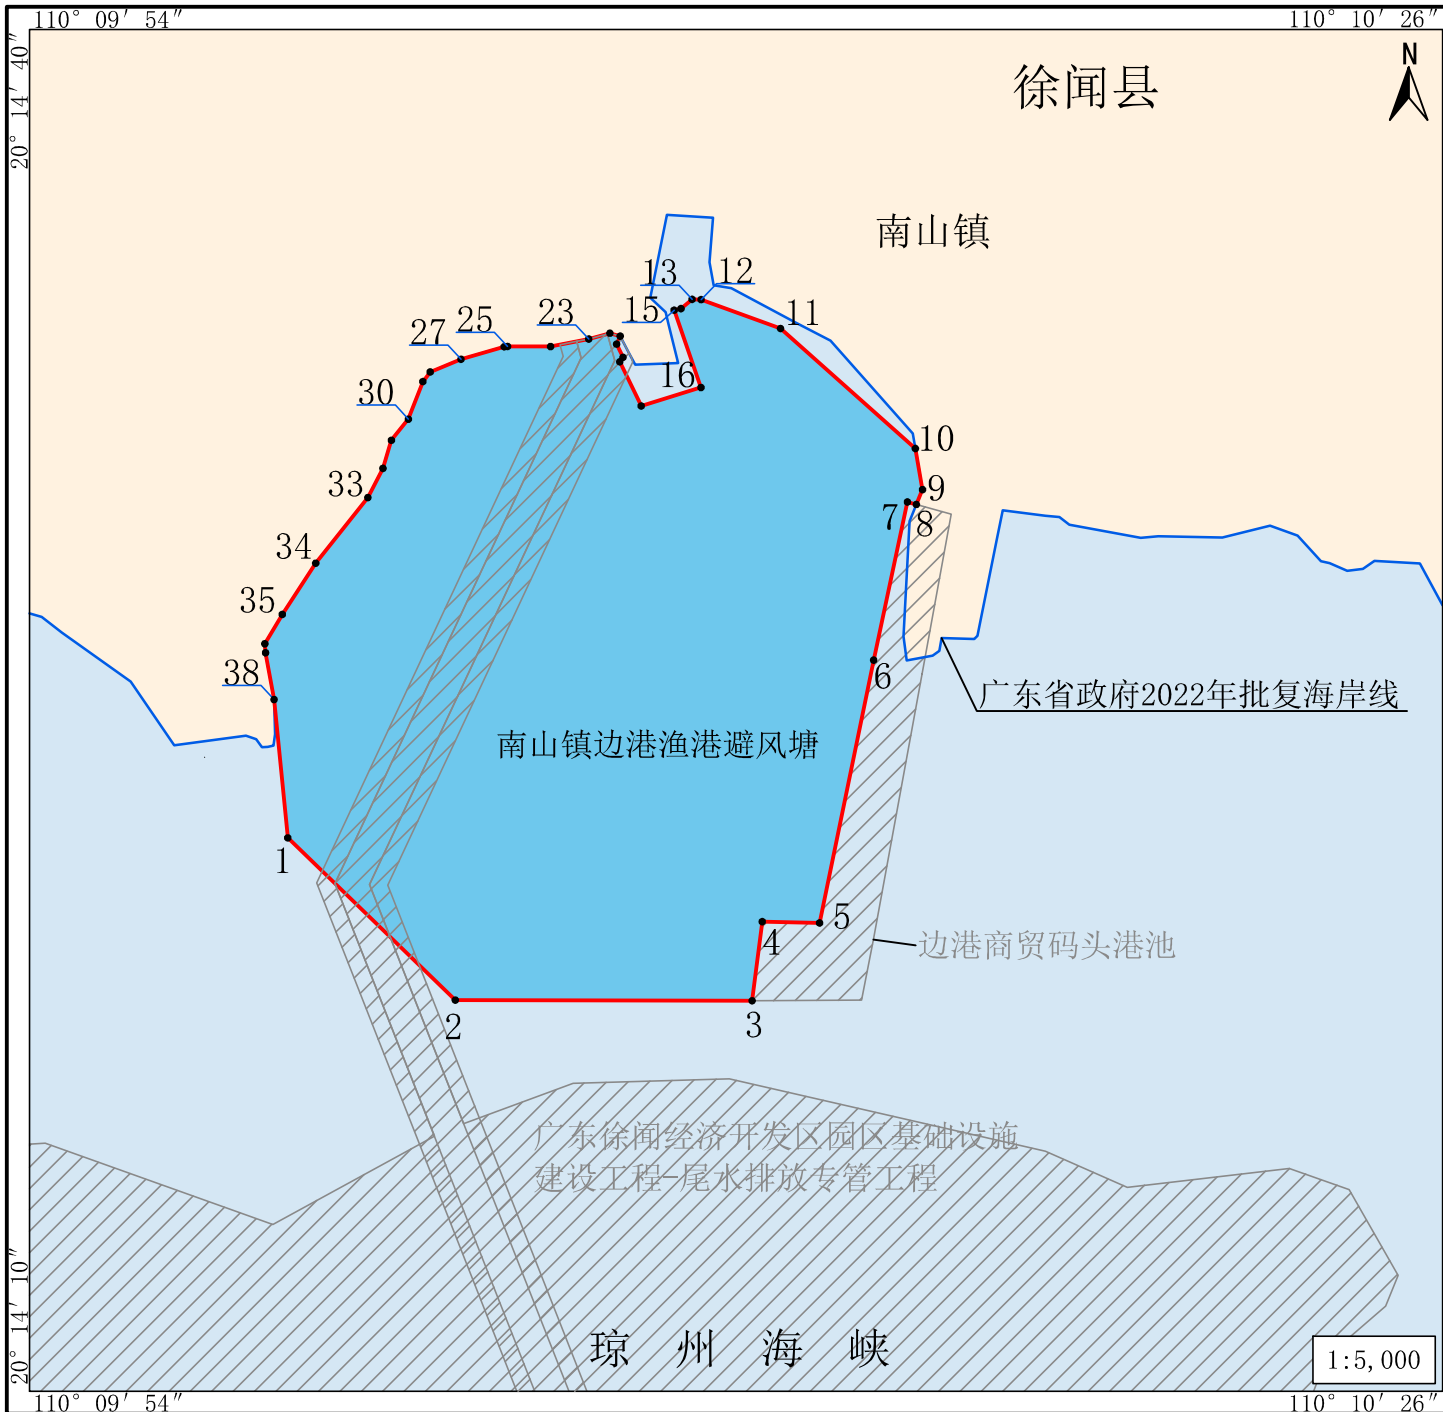 110° 09′ 54″
110° 10′ 26″
20° 14′ 40″
N
徐闻县
南山镇
13
12
15
11
23
25
27
16
30
10
33
9
7
8
34
35
38
6
广东省政府2022年批复海岸线
南山镇边港渔港避风塘
1
5
4
边港商贸码头港池
2
3
广东徐闻经济开发区园区基础设施
建设工程-尾水排放专管工程
20° 14′ 10″
琼州海峡
1:5,000
110° 09′ 54″
110° 10′ 26″